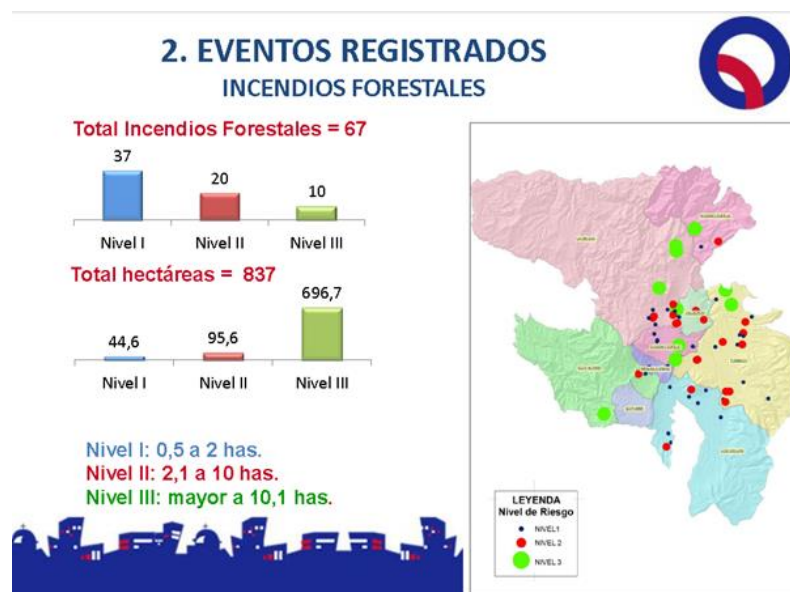 2. EVENTOS REGISTRADOS
INCENDIOS FORESTALES
Total Incendios Forestales = 67
37
20
10
Nivel I
Nivel II
Nivel III
Total hectáreas = 837
44,6
95,6
696,7
Nivel I
Nivel II
Nivel III
Nivel I: 0,5 a 2 has.
Nivel II: 2,1 a 10 has.
Nivel III: mayor a 10,1 has.
LEYENDA
Nivel de Riesgo
NIVEL1
NIVEL 2
NIVEL 3